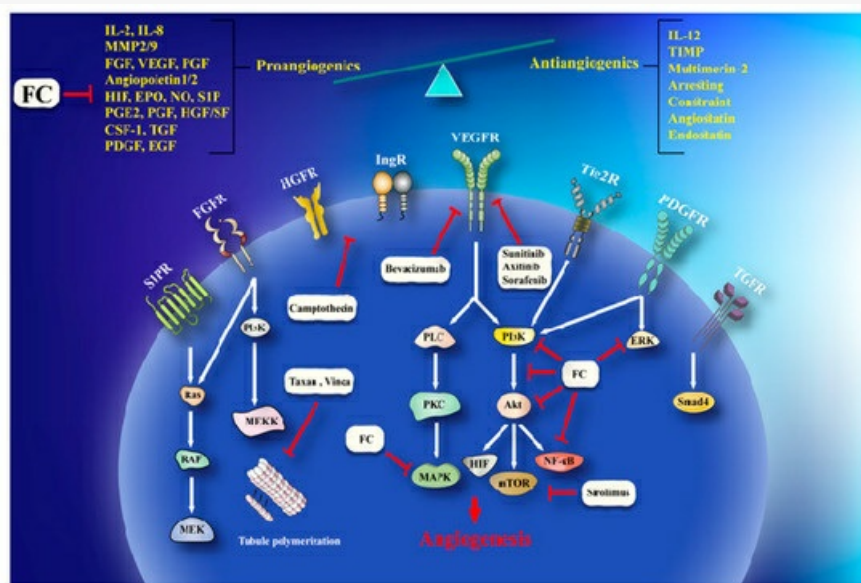 IL-2, IL-8
MMP2/9
FGF, VEGF, FGF
Angiopoietin1/2
HIF, EPO, NO, S1P
PGE2, PGF, HGF/SF
CSF-1, TGF
PDGF, EGF
FC
Proangiogenics
Antiangiogenics
IL-12
TIMP
Multimerin-2
Arresting
Constraint
Angiostatin
Endostatin
S1PR
FGFR
HGFR
IngR
VEGFR
Tie2R
PDGFR
TGFR
Bevacizumab
Sunitinib
Axitinib
Sorafenib
Camptothecin
PI3K
PLC
PI3K
ERK
FC
Ras
Taxan, Vinca
MEKK
PKC
Akt
Smad4
FC
RAF
MAPK
HIF
mTOR
NF-κB
Sirolimus
MEK
Tubule polymerization
Angiogenesis